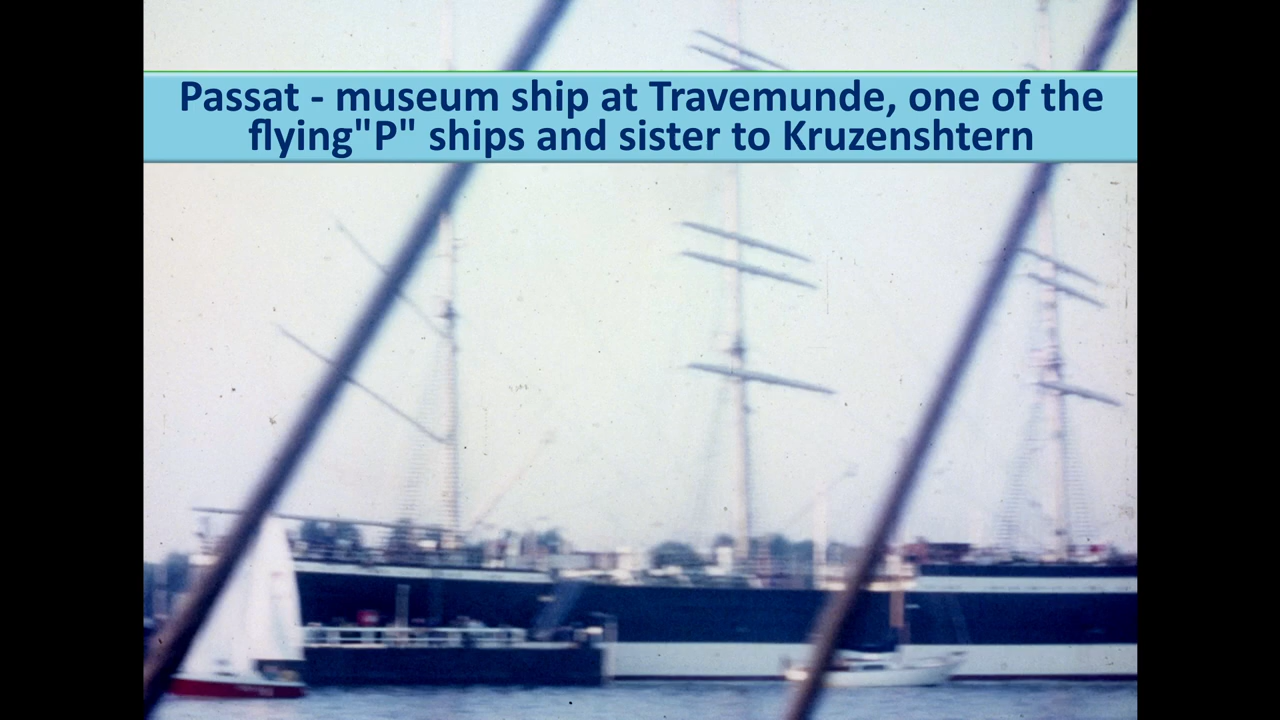 Passat - museum ship at Travemunde, one of the
flying"P" ships and sister to Kruzenshtern